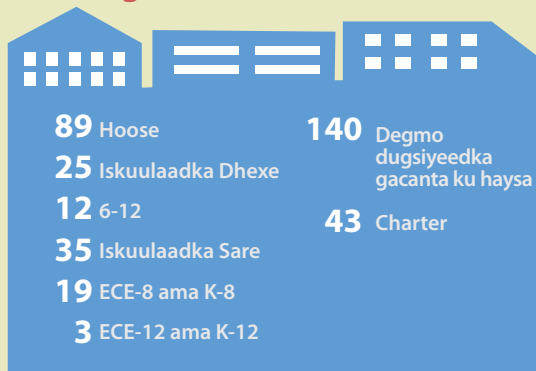 89 Hoose
25 Iskuulaadka Dhexe
12 6-12
35 Iskuulaadka Sare
19 ECE-8 ama K-8
3 ECE-12 ama K-12
140 Degmo
dugsiyeedka
gacanta ku haysa
43 Charter